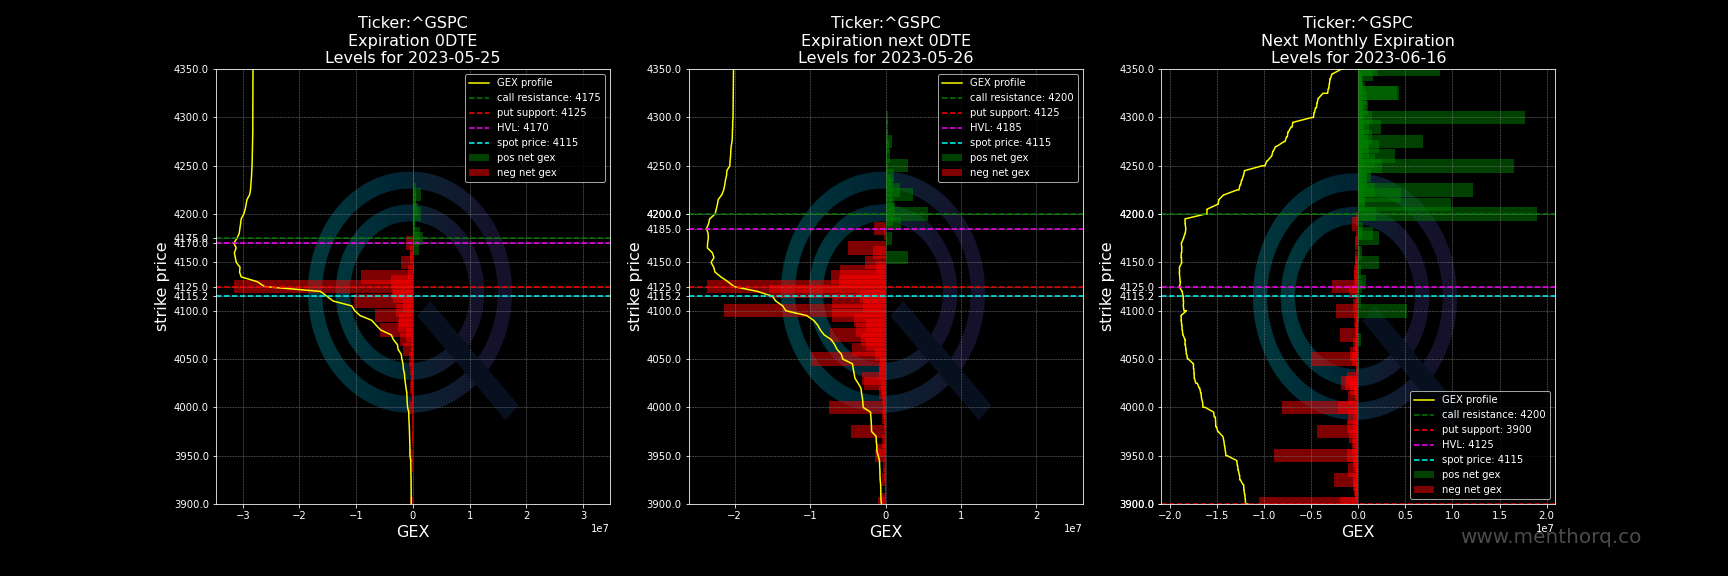 Ticker:^GSPC
Expiration 0DTE
Levels for 2023-05-25
4350.0
4300.0
4250.0
4200.0
4175.0
4170.0
4150.0
4125.0
4115.2
4100.0
4050.0
4000.0
3950.0
3900.0
strike price
GEX profile
call resistance: 4175
put support: 4125
HVL: 4170
spot price: 4115
pos net gex
neg net gex
−3
−2
−1
0
1
2
3
1e7
GEX
Ticker:^GSPC
Expiration next 0DTE
Levels for 2023-05-26
4350.0
4300.0
4250.0
4200.0
4185.0
4150.0
4125.0
4115.2
4100.0
4050.0
4000.0
3950.0
3900.0
strike price
GEX profile
call resistance: 4200
put support: 4125
HVL: 4185
spot price: 4115
pos net gex
neg net gex
−2
−1
0
1
2
1e7
GEX
Ticker:^GSPC
Next Monthly Expiration
Levels for 2023-06-16
4350.0
4300.0
4250.0
4200.0
4150.0
4125.0
4115.2
4100.0
4050.0
4000.0
3950.0
3900.0
strike price
GEX profile
call resistance: 4200
put support: 3900
HVL: 4125
spot price: 4115
pos net gex
neg net gex
−2.0
−1.5
−1.0
−0.5
0.0
0.5
1.0
1.5
2.0
1e7
GEX
www.menthorq.co